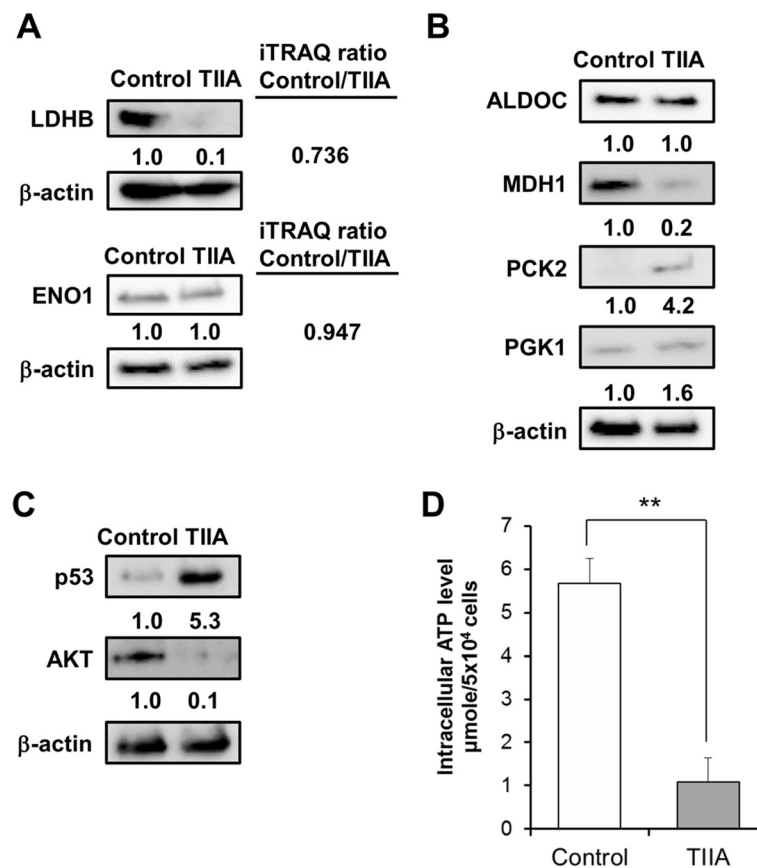 A
iTRAQ ratio
Control TIIA Control/TIIA
LDHB
1.0 0.1 0.736
β-actin
iTRAQ ratio
Control TIIA Control/TIIA
ENO1
1.0 1.0 0.947
β-actin
B
Control TIIA
ALDOC
1.0 1.0
MDH1
1.0 0.2
PCK2
1.0 4.2
PGK1
1.0 1.6
β-actin
C
Control TIIA
p53
1.0 5.3
AKT
1.0 0.1
β-actin
D
**
Intracellular ATP level
µmole/5x10⁴ cells
7
6
5
4
3
2
1
0
Control TIIA